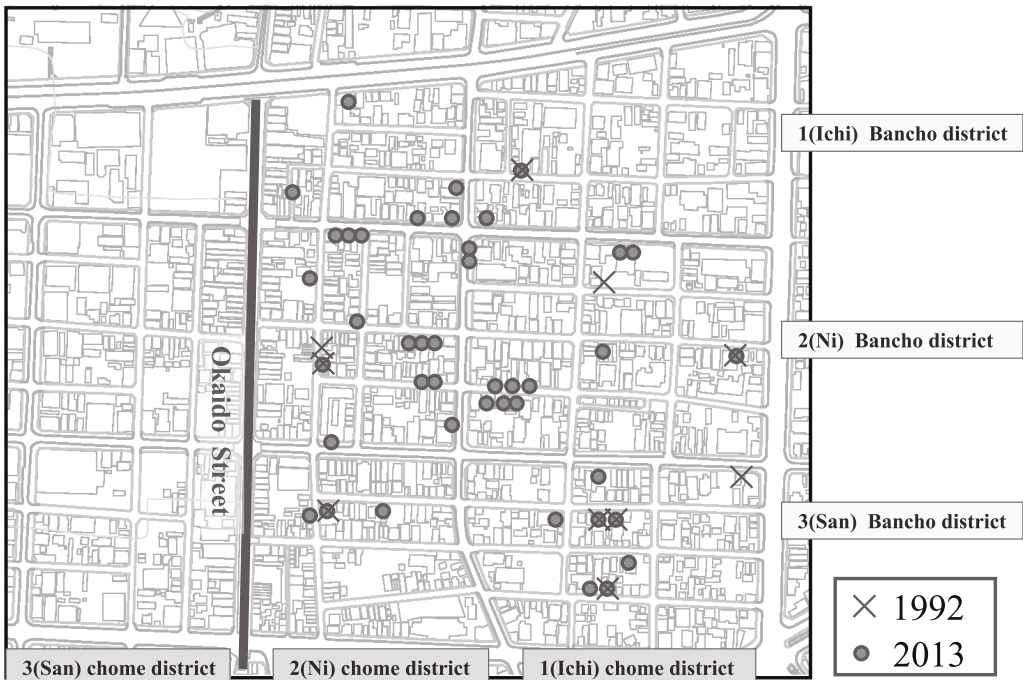 1(Ichi) Bancho district
2(Ni) Bancho district
Okaido Street
3(San) Bancho district
1992
2013
3(San) chome district
2(Ni) chome district
1(Ichi) chome district